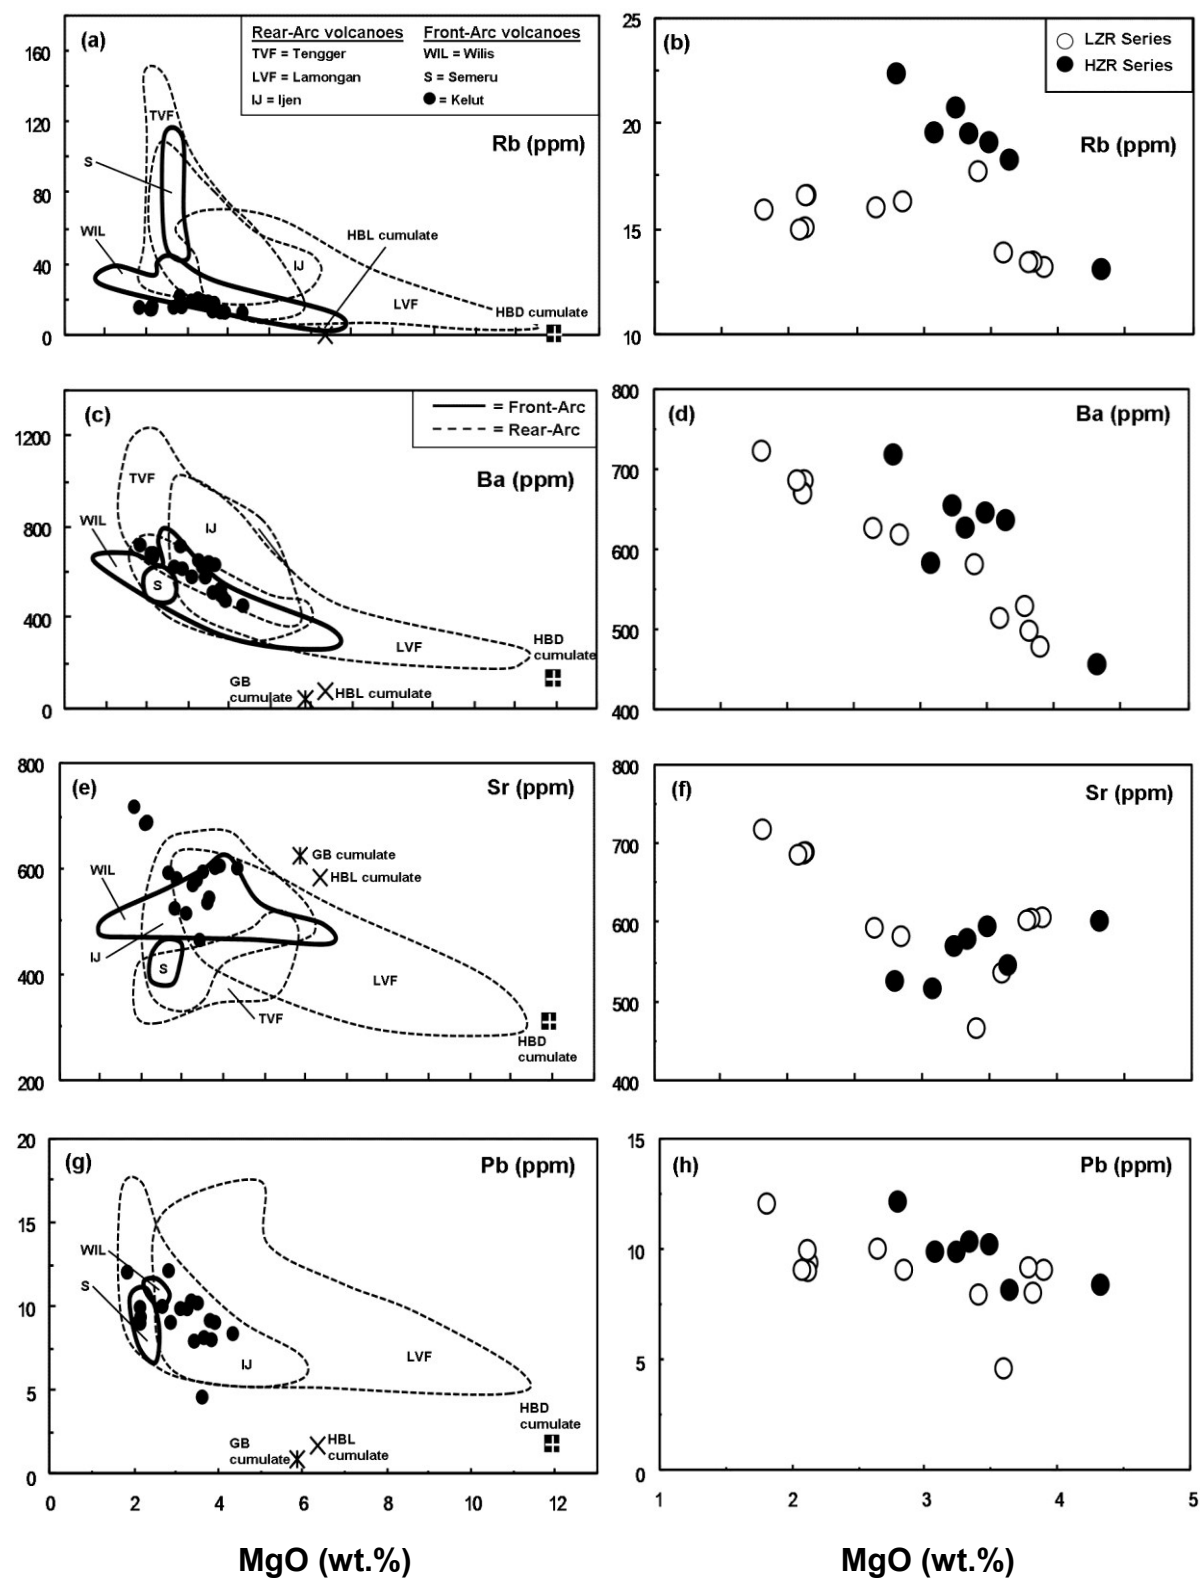 (a)
Rear-Arc volcanoes Front-Arc volcanoes
TVF = Tengger WIL = Wilis
LVF = Lamongan S = Semeru
IJ = Ijen = Kelut
Rb (ppm)
160
120
80
40
0
TVF
S
WIL
IJ
HBL cumulate
LVF
HBD cumulate
(b)
LZR Series
HZR Series
Rb (ppm)
25
20
15
10
(c)
= Front-Arc
= Rear-Arc
Ba (ppm)
1200
800
400
0
TVF
WIL
IJ
S
LVF
HBD
cumulate
GB
cumulate
HBL cumulate
(d)
Ba (ppm)
800
700
600
500
400
(e)
Sr (ppm)
800
600
400
200
GB cumulate
HBL cumulate
WIL
IJ
S
LVF
TVF
HBD
cumulate
(f)
Sr (ppm)
800
700
600
500
400
(g)
Pb (ppm)
20
15
10
5
0
WIL
S
IJ
LVF
HBD
cumulate
GB
cumulate
HBL
cumulate
0 2 4 6 8 10 12
MgO (wt.%)
(h)
Pb (ppm)
15
10
5
0
1 2 3 4 5
MgO (wt.%)